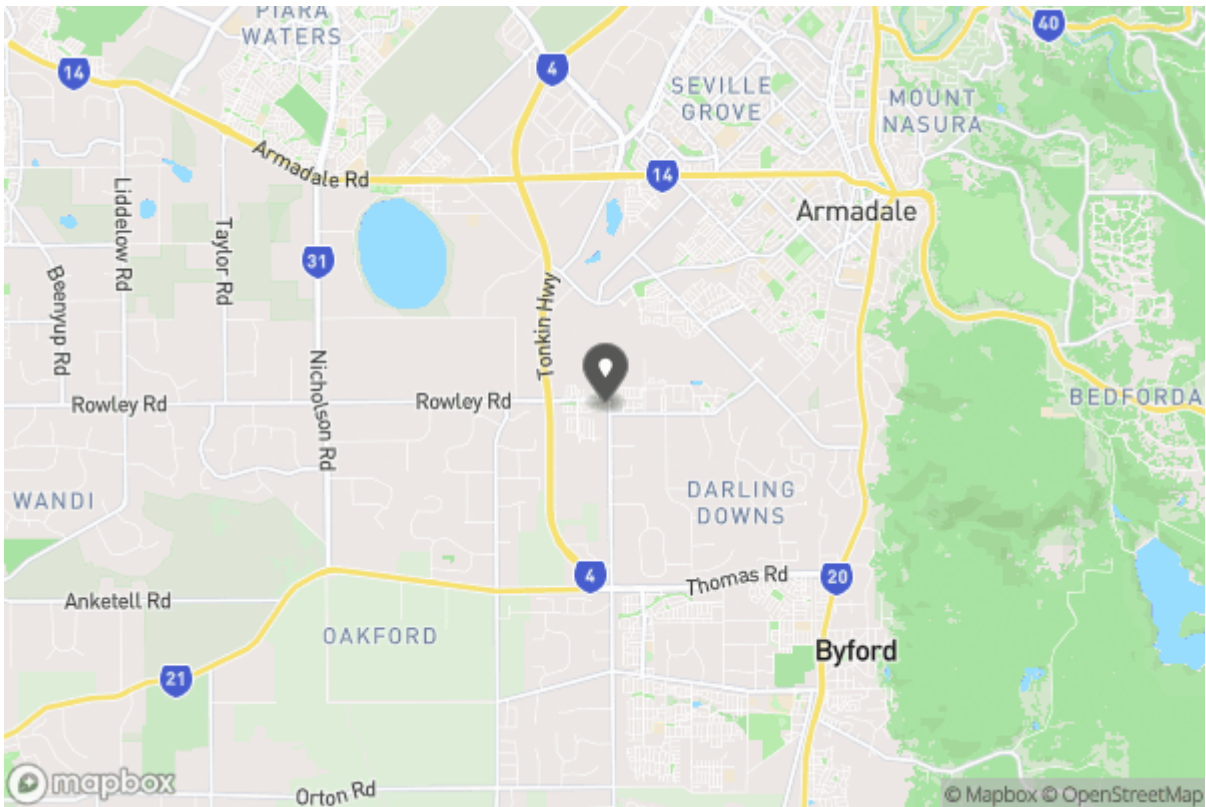 PIARA
WATERS
40
14
4
SEVILLE
GROVE
MOUNT
NASURA
Armadale Rd
14
Armadale
Liddelow Rd
Taylor Rd
31
Beenyup Rd
Tonkin Hwy
Nicholson Rd
Rowley Rd
Rowley Rd
BEDFORDA
WANDI
DARLING
DOWNS
4
Thomas Rd
20
Anketell Rd
OAKFORD
Byford
21
mapbox
Orton Rd
© Mapbox © OpenStreetMap